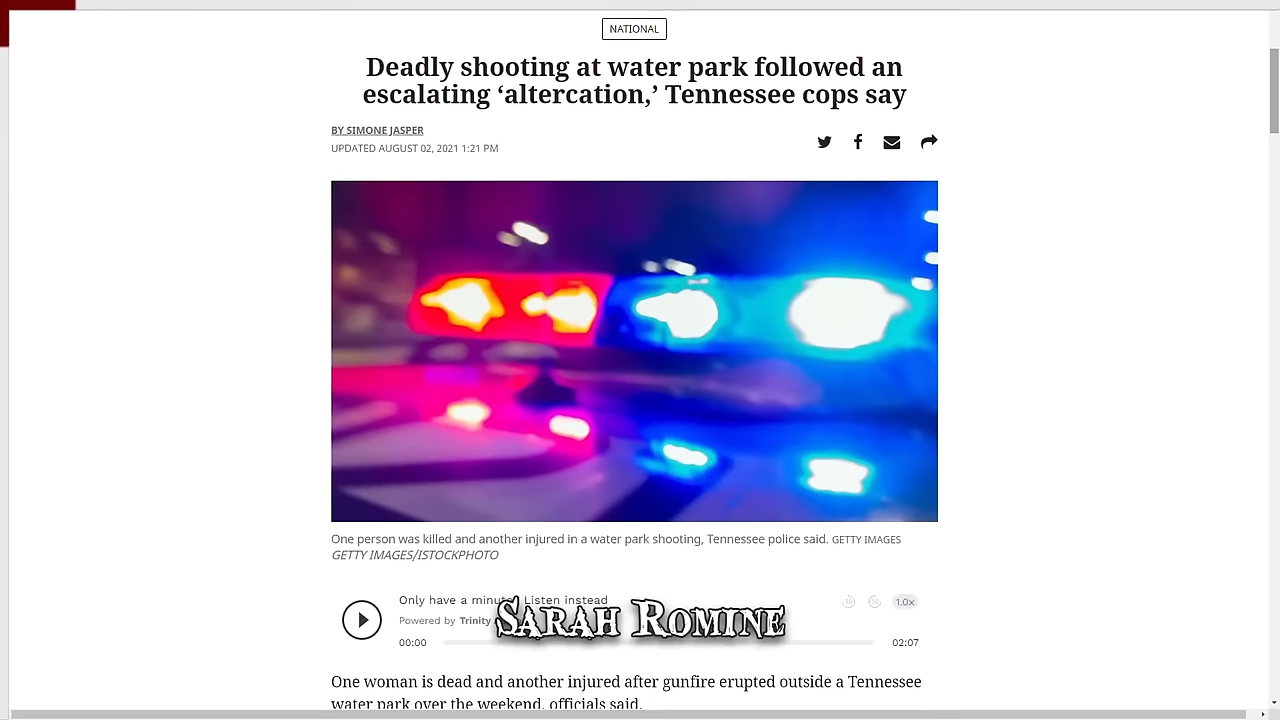 NATIONAL
Deadly shooting at water park followed an
escalating ‘altercation,’ Tennessee cops say
BY SIMONE JASPER
UPDATED AUGUST 02, 2021 1:21 PM
One person was killed and another injured in a water park shooting, Tennessee police said. GETTY IMAGES
GETTY IMAGES/ISTOCKPHOTO
Only have a minute? Listen instead
10 10 1.0x
Powered by Trinity
SARAH ROMINE
00:00 02:07
One woman is dead and another injured after gunfire erupted outside a Tennessee
water park over the weekend, officials said.